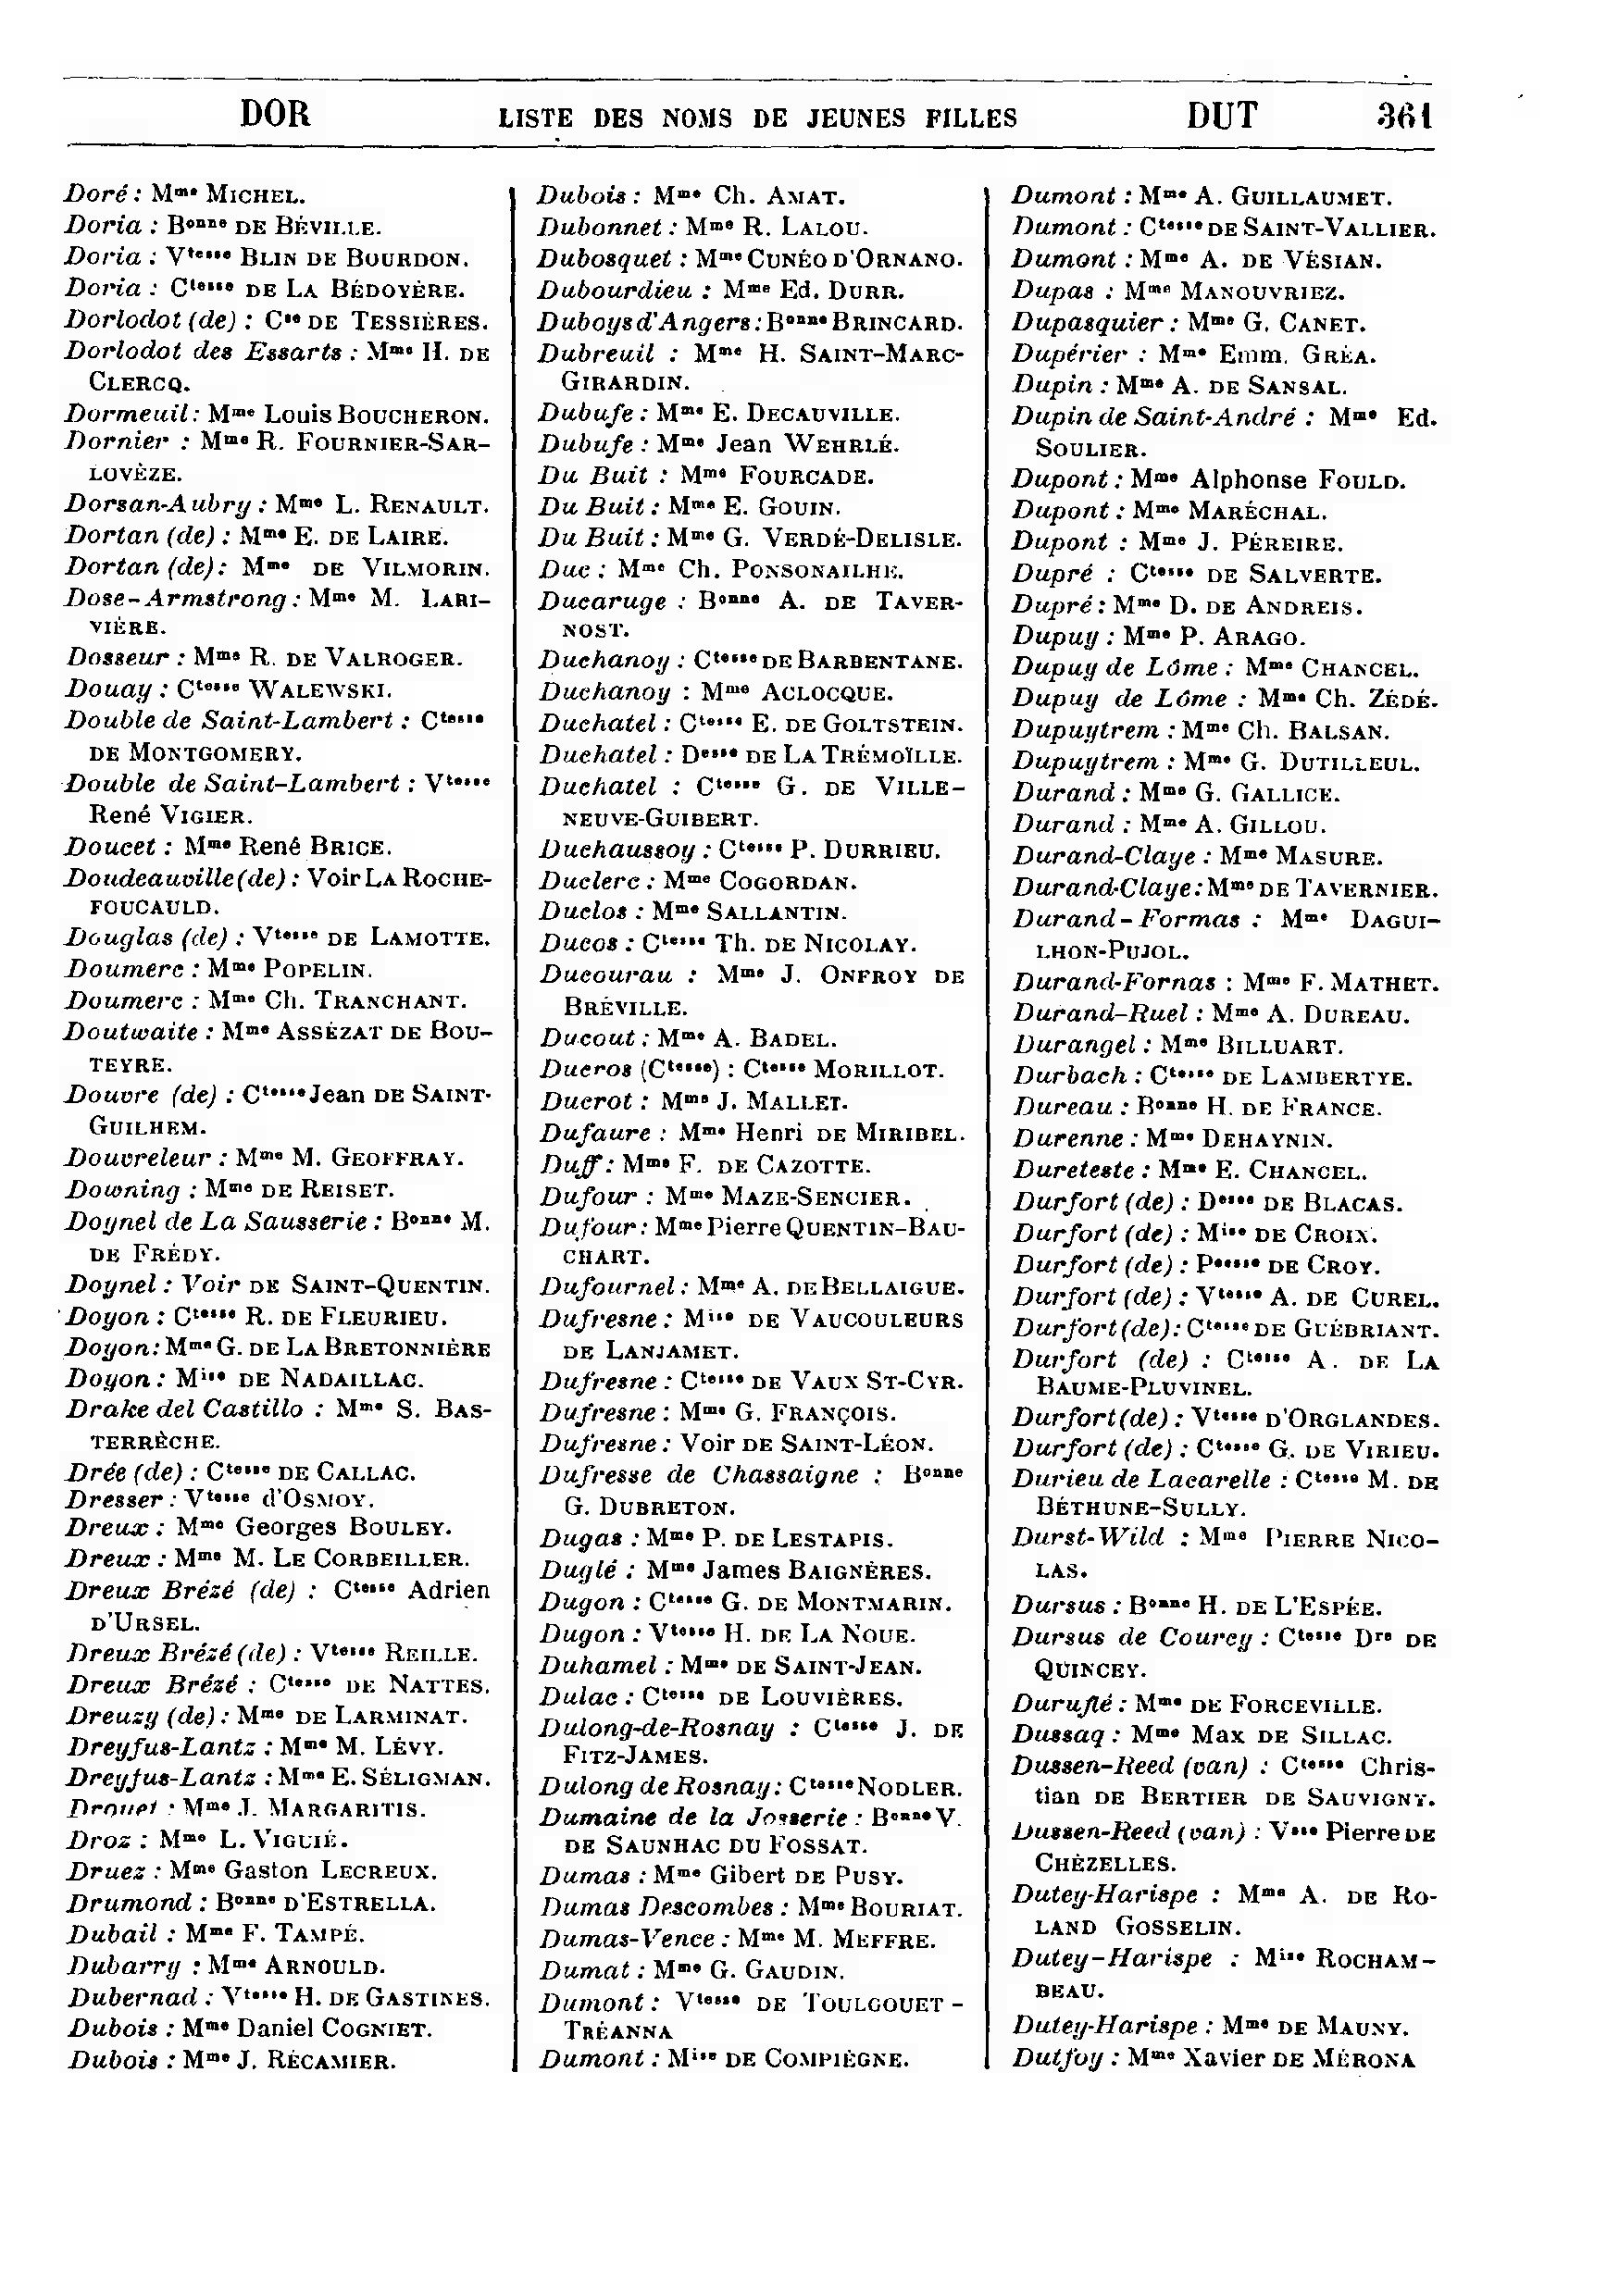 DOR LISTE DES NOMS DE JEUNES FILLES DUT 361
Doré : Mme MICHEL.
Doria : Bonne DE BÉVILLE.
Doria : Vtesse BLIN DE BOURDON.
Doria : Ctesse DE LA BÉDOYÈRE.
Dorlodot (de) : Cse DE TESSIÈRES.
Dorlodot des Essarts : Mme H. DE
CLERCQ.
Dormeuil : Mme Louis BOUCHERON.
Dornier : Mme R. FOURNIER-SAR-
LOVÈZE.
Dorsan-Aubry : Mme L. RENAULT.
Dortan (de) : Mme E. DE LAIRE.
Dortan (de) : Mme DE VILMORIN.
Dose-Armstrong : Mme M. LARI-
VIÈRE.
Dosseur : Mme R. DE VALROGER.
Douay : Ctesse WALEWSKI.
Double de Saint-Lambert : Ctesse
DE MONTGOMERY.
Double de Saint-Lambert : Vtesse
René VIGIER.
Doucet : Mme René BRICE.
Doudeauville (de) : Voir LA ROCHE-
FOUCAULD.
Douglas (de) : Vtesse DE LAMOTTE.
Doumerc : Mme POPELIN.
Doumerc : Mme Ch. TRANCHANT.
Doutwaite : Mme ASSÉZAT DE BOU-
TEYRE.
Douvre (de) : Ctesse Jean DE SAINT-
GUILHEM.
Douvreleur : Mme M. GEOFFRAY.
Downing : Mme DE REISET.
Doynel de La Sausserie : Bonne M.
DE FRÉDY.
Doynel : Voir DE SAINT-QUENTIN.
Doyon : Ctesse R. DE FLEURIEU.
Doyon : Mme G. DE LA BRETONNIÈRE
Doyon : Mise DE NADAILLAC.
Drake del Castillo : Mme S. BAS-
TERRÈCHE.
Drée (de) : Ctesse DE CALLAC.
Dresser : Vtesse d'OSMOY.
Dreux : Mme Georges BOULEY.
Dreux : Mme M. LE CORBEILLER.
Dreux Brézé (de) : Ctesse Adrien
D'URSEL.
Dreux Brézé (de) : Vtesse REILLE.
Dreux Brézé : Ctesse DE NATTES.
Dreuzy (de) : Mme DE LARMINAT.
Dreyfus-Lantz : Mme M. LÉVY.
Dreyfus-Lantz : Mme E. SÉLIGMAN.
Drouet : Mme J. MARGARITIS.
Droz : Mme L. VIGUIÉ.
Druez : Mme Gaston LECREUX.
Drumond : Bonne D'ESTRELLA.
Dubail : Mme F. TAMPÉ.
Dubarry : Mme ARNOULD.
Dubernad : Vtesse H. DE GASTINES.
Dubois : Mme Daniel COGNIET.
Dubois : Mme J. RÉCAMIER.
Dubois : Mme Ch. AMAT.
Dubonnet : Mme R. LALOU.
Dubosquet : Mme CUNÉO D'ORNANO.
Dubourdieu : Mme Ed. DURR.
Duboys d'Angers : Bonne BRINCARD.
Dubreuil : Mme H. SAINT-MARC-
GIRARDIN.
Dubufe : Mme E. DECAUVILLE.
Dubufe : Mme Jean WEHRLÉ.
Du Buit : Mme FOURCADE.
Du Buit : Mme E. GOUIN.
Du Buit : Mme G. VERDÉ-DELISLE.
Duc : Mme Ch. PONSONAILHE.
Ducaruge : Bonne A. DE TAVER-
NOST.
Duchanoy : Ctesse DE BARBENTANE.
Duchanoy : Mme ACLOCQUE.
Duchatel : Ctesse E. DE GOLTSTEIN.
Duchatel : Desse DE LA TRÉMOÏLLE.
Duchatel : Ctesse G. DE VILLE-
NEUVE-GUIBERT.
Duchaussoy : Ctesse P. DURRIEU.
Duclerc : Mme COGORDAN.
Duclos : Mme SALLANTIN.
Ducos : Ctesse Th. DE NICOLAY.
Ducourau : Mme J. ONFROY DE
BRÉVILLE.
Ducout : Mme A. BADEL.
Ducros (Ctesse) : Ctesse MORILLOT.
Ducrot : Mme J. MALLET.
Dufaure : Mme Henri DE MIRIBEL.
Duff : Mme F. DE CAZOTTE.
Dufour : Mme MAZE-SENCIER.
Dufour : Mme Pierre QUENTIN-BAU-
CHART.
Dufournel : Mme A. DE BELLAIGUE.
Dufresne : Mise DE VAUCOULEURS
DE LANJAMET.
Dufresne : Ctesse DE VAUX ST-CYR.
Dufresne : Mme G. FRANÇOIS.
Dufresne : Voir DE SAINT-LÉON.
Dufresse de Chassaigne : Bonne
G. DUBRETON.
Dugas : Mme P. DE LESTAPIS.
Duglé : Mme James BAIGNÈRES.
Dugon : Ctesse G. DE MONTMARIN.
Dugon : Vtesse H. DE LA NOUE.
Duhamel : Mme DE SAINT-JEAN.
Dulac : Ctesse DE LOUVIÈRES.
Dulong-de-Rosnay : Ctesse J. DE
FITZ-JAMES.
Dulong de Rosnay : Ctesse NODLER.
Dumaine de la Josserie : Bonne V.
DE SAUNHAC DU FOSSAT.
Dumas : Mme Gibert DE PUSY.
Dumas Descombes : Mme BOURIAT.
Dumas-Vence : Mme M. MEFFRE.
Dumat : Mme G. GAUDIN.
Dumont : Vtesse DE TOULGOUET-
TRÉANNA
Dumont : Mise DE COMPIÈGNE.
Dumont : Mme A. GUILLAUMET.
Dumont : Ctesse DE SAINT-VALLIER.
Dumont : Mme A. DE VÉSIAN.
Dupas : Mme MANOUVRIEZ.
Dupasquier : Mme G. CANET.
Dupérier : Mme Emm. GRÉA.
Dupin : Mme A. DE SANSAL.
Dupin de Saint-André : Mme Ed.
SOULIER.
Dupont : Mme Alphonse FOULD.
Dupont : Mme MARÉCHAL.
Dupont : Mme J. PÉREIRE.
Dupré : Ctesse DE SALVERTE.
Dupré : Mme D. DE ANDREIS.
Dupuy : Mme P. ARAGO.
Dupuy de Lôme : Mme CHANCEL.
Dupuy de Lôme : Mme Ch. ZÉDÉ.
Dupuytrem : Mme Ch. BALSAN.
Dupuytrem : Mme G. DUTILLEUL.
Durand : Mme G. GALLICE.
Durand : Mme A. GILLOU.
Durand-Claye : Mme MASURE.
Durand-Claye : Mme DE TAVERNIER.
Durand-Formas : Mme DAGUI-
LHON-PUJOL.
Durand-Fornas : Mme F. MATHET.
Durand-Ruel : Mme A. DUREAU.
Durangel : Mme BILLUART.
Durbach : Ctesse DE LAMBERTYE.
Dureau : Bonne H. DE FRANCE.
Durenne : Mme DEHAYNIN.
Dureteste : Mme E. CHANCEL.
Durfort (de) : Desse DE BLACAS.
Durfort (de) : Mise DE CROIX.
Durfort (de) : Pcesse DE CROY.
Durfort (de) : Vtesse A. DE CUREL.
Durfort (de) : Ctesse DE GUÉBRIANT.
Durfort (de) : Ctesse A. DE LA
BAUME-PLUVINEL.
Durfort (de) : Vtesse D'ORGLANDES.
Durfort (de) : Ctesse G. DE VIRIEU.
Durieu de Lacarelle : Ctesse M. DE
BÉTHUNE-SULLY.
Durst-Wild : Mme PIERRE NICO-
LAS.
Dursus : Bonne H. DE L'ESPÉE.
Dursus de Courcy : Ctesse Dre DE
QUINCEY.
Duruflé : Mme DE FORCEVILLE.
Dussaq : Mme MAX DE SILLAC.
Dussen-Reed (van) : Ctesse Chris-
tian DE BERTIER DE SAUVIGNY.
Dussen-Reed (van) : Vsse Pierre DE
CHÉZELLES.
Dutey-Harispe : Mme A. DE RO-
LAND GOSSELIN.
Dutey-Harispe : Mise ROCHAM-
BEAU.
Dutey-Harispe : Mme DE MAUNY.
Dutfoy : Mme Xavier DE MÉRONA